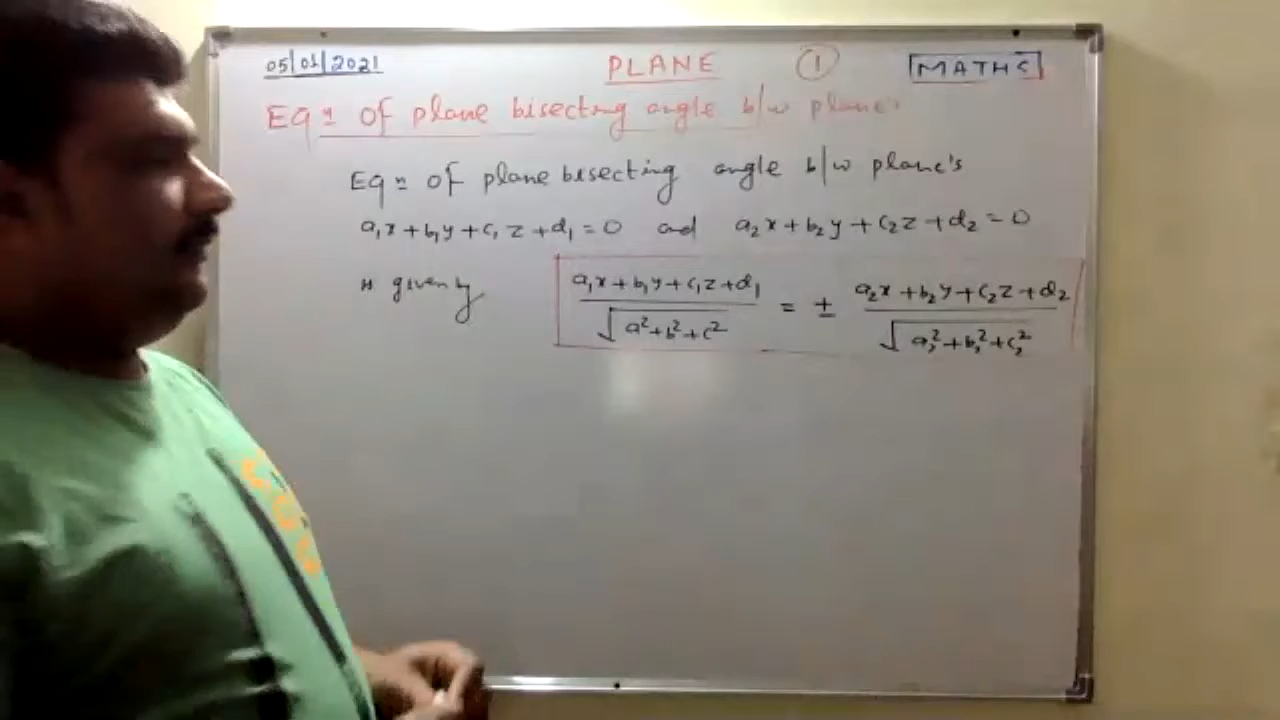 05/01/2021 PLANE 1 MATHS
Eqn Of plane bisecting angle b/w plane's
Eqn Of plane bisecting angle b/w plane's
a₁x+b₁y+c₁z+d₁=0 and a₂x+b₂y+c₂z+d₂=0
is given by (a₁x+b₁y+c₁z+d₁)/√(a²+b²+c²) = ± (a₂x+b₂y+c₂z+d₂)/√(a₂²+b₂²+c₂²)